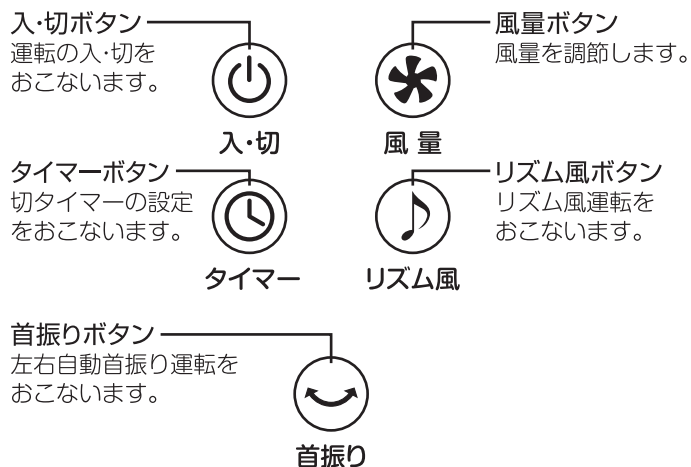 入・切ボタン
運転の入・切を
おこないます。
入・切
風量ボタン
風量を調節します。
風量
タイマーボタン
切タイマーの設定
をおこないます。
タイマー
リズム風ボタン
リズム風運転を
おこないます。
リズム風
首振りボタン
左右自動首振り運転を
おこないます。
首振り